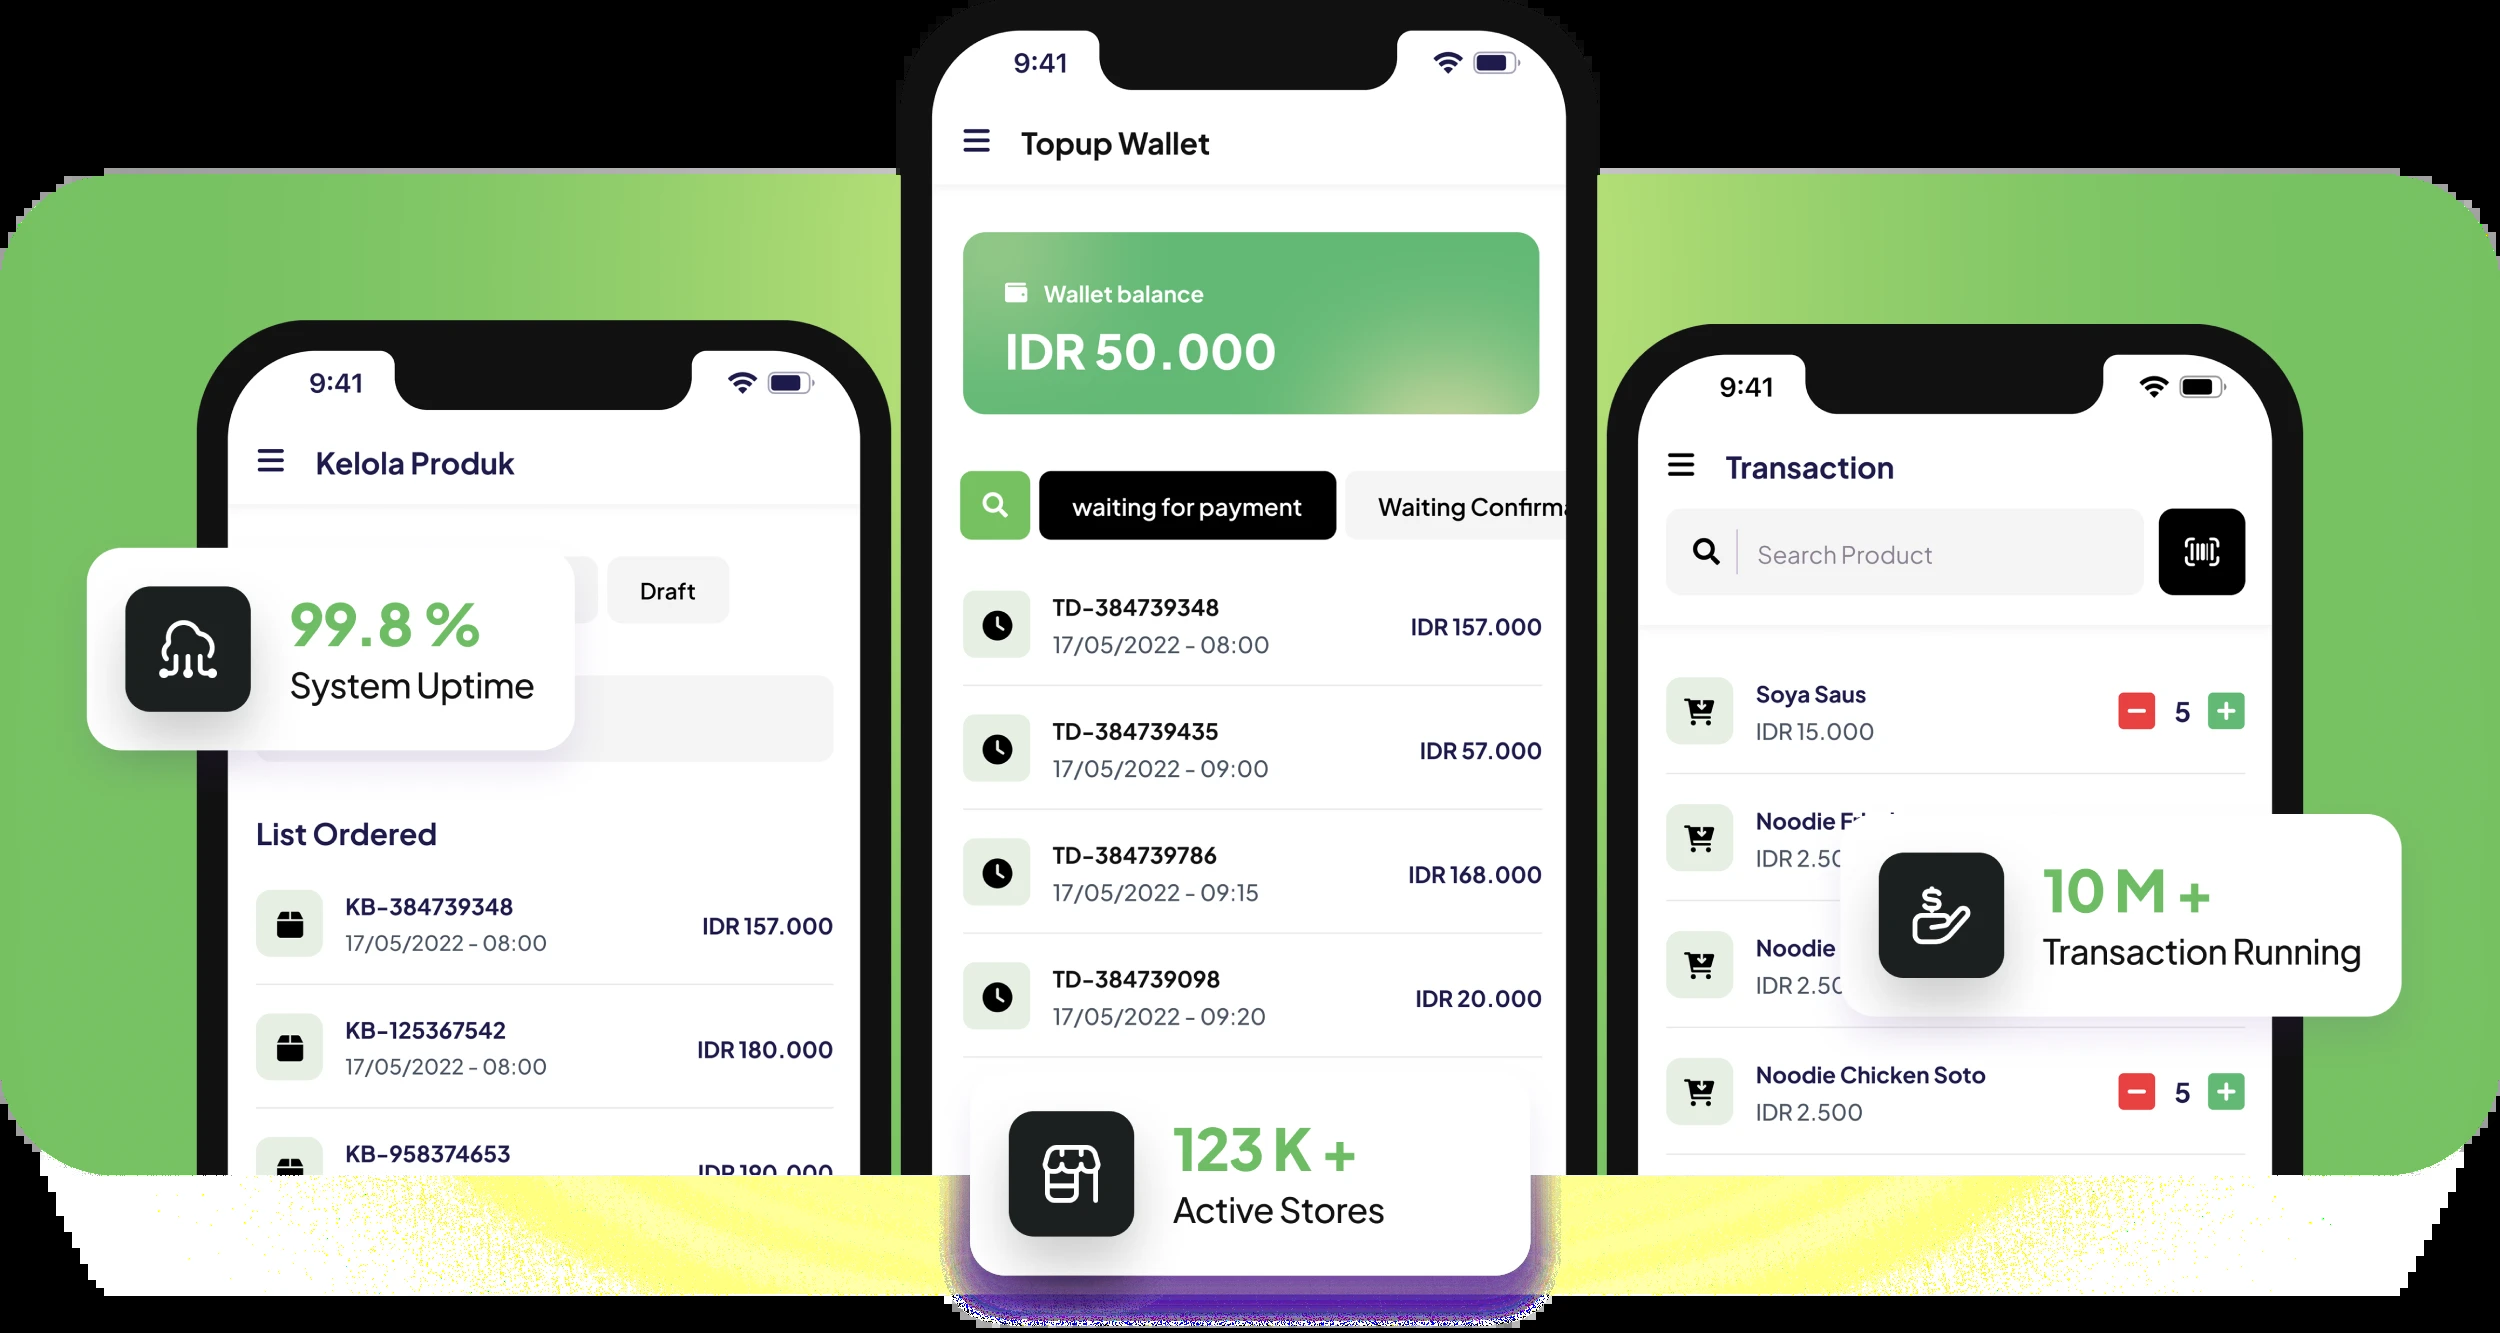 9:41
Kelola Produk
Draft
99.8 %
System Uptime
List Ordered
KB-384739348
17/05/2022 - 08:00
IDR 157.000
KB-125367542
17/05/2022 - 08:00
IDR 180.000
KB-958374653
IDR 190.000
9:41
Topup Wallet
Wallet balance
IDR 50.000
waiting for payment
Waiting Confirma
TD-384739348
17/05/2022 - 08:00
IDR 157.000
TD-384739435
17/05/2022 - 09:00
IDR 57.000
TD-384739786
17/05/2022 - 09:15
IDR 168.000
TD-384739098
17/05/2022 - 09:20
IDR 20.000
123 K +
Active Stores
9:41
Transaction
Search Product
Soya Saus
IDR 15.000
5
Noodie
IDR 2.50
Noodie
IDR 2.50
10 M +
Transaction Running
Noodie Chicken Soto
IDR 2.500
5